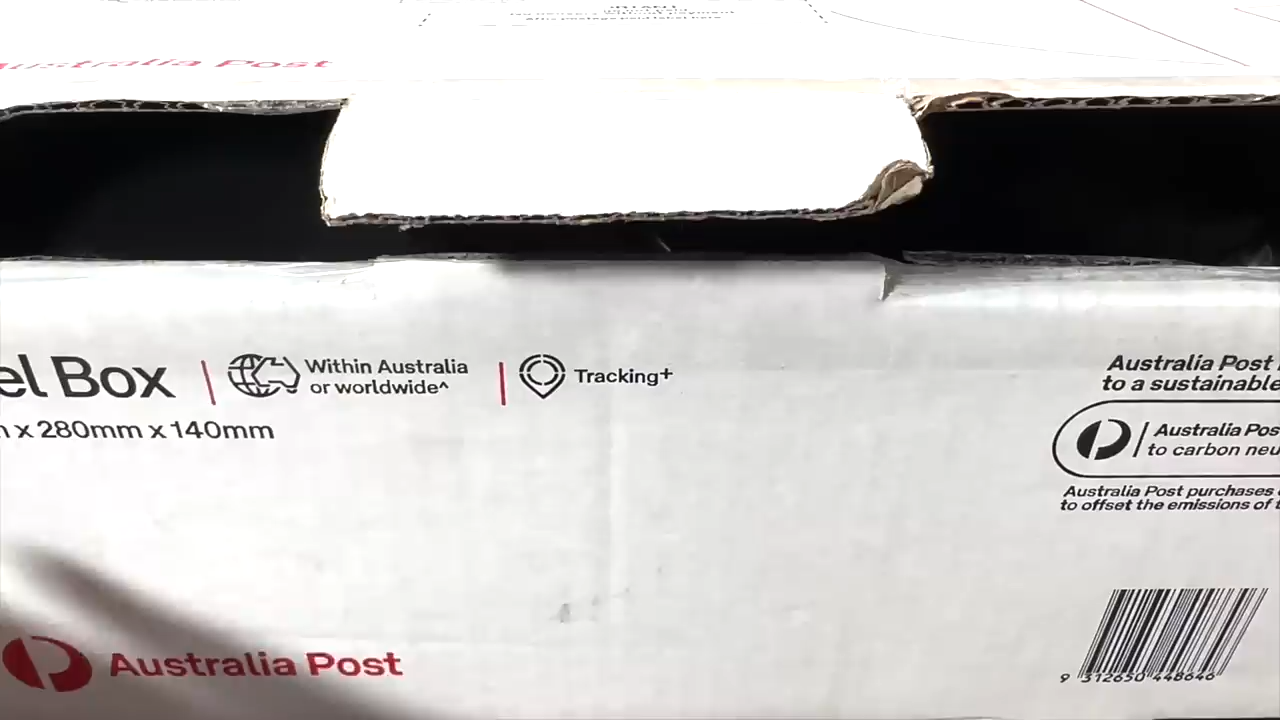 Australia Post
el Box
Within Australia
or worldwide^
Tracking+
x 280mm x 140mm
Australia Post
to a sustainable
Australia Pos
to carbon neu
Australia Post purchases
to offset the emissions of
Australia Post
9 312650 448646